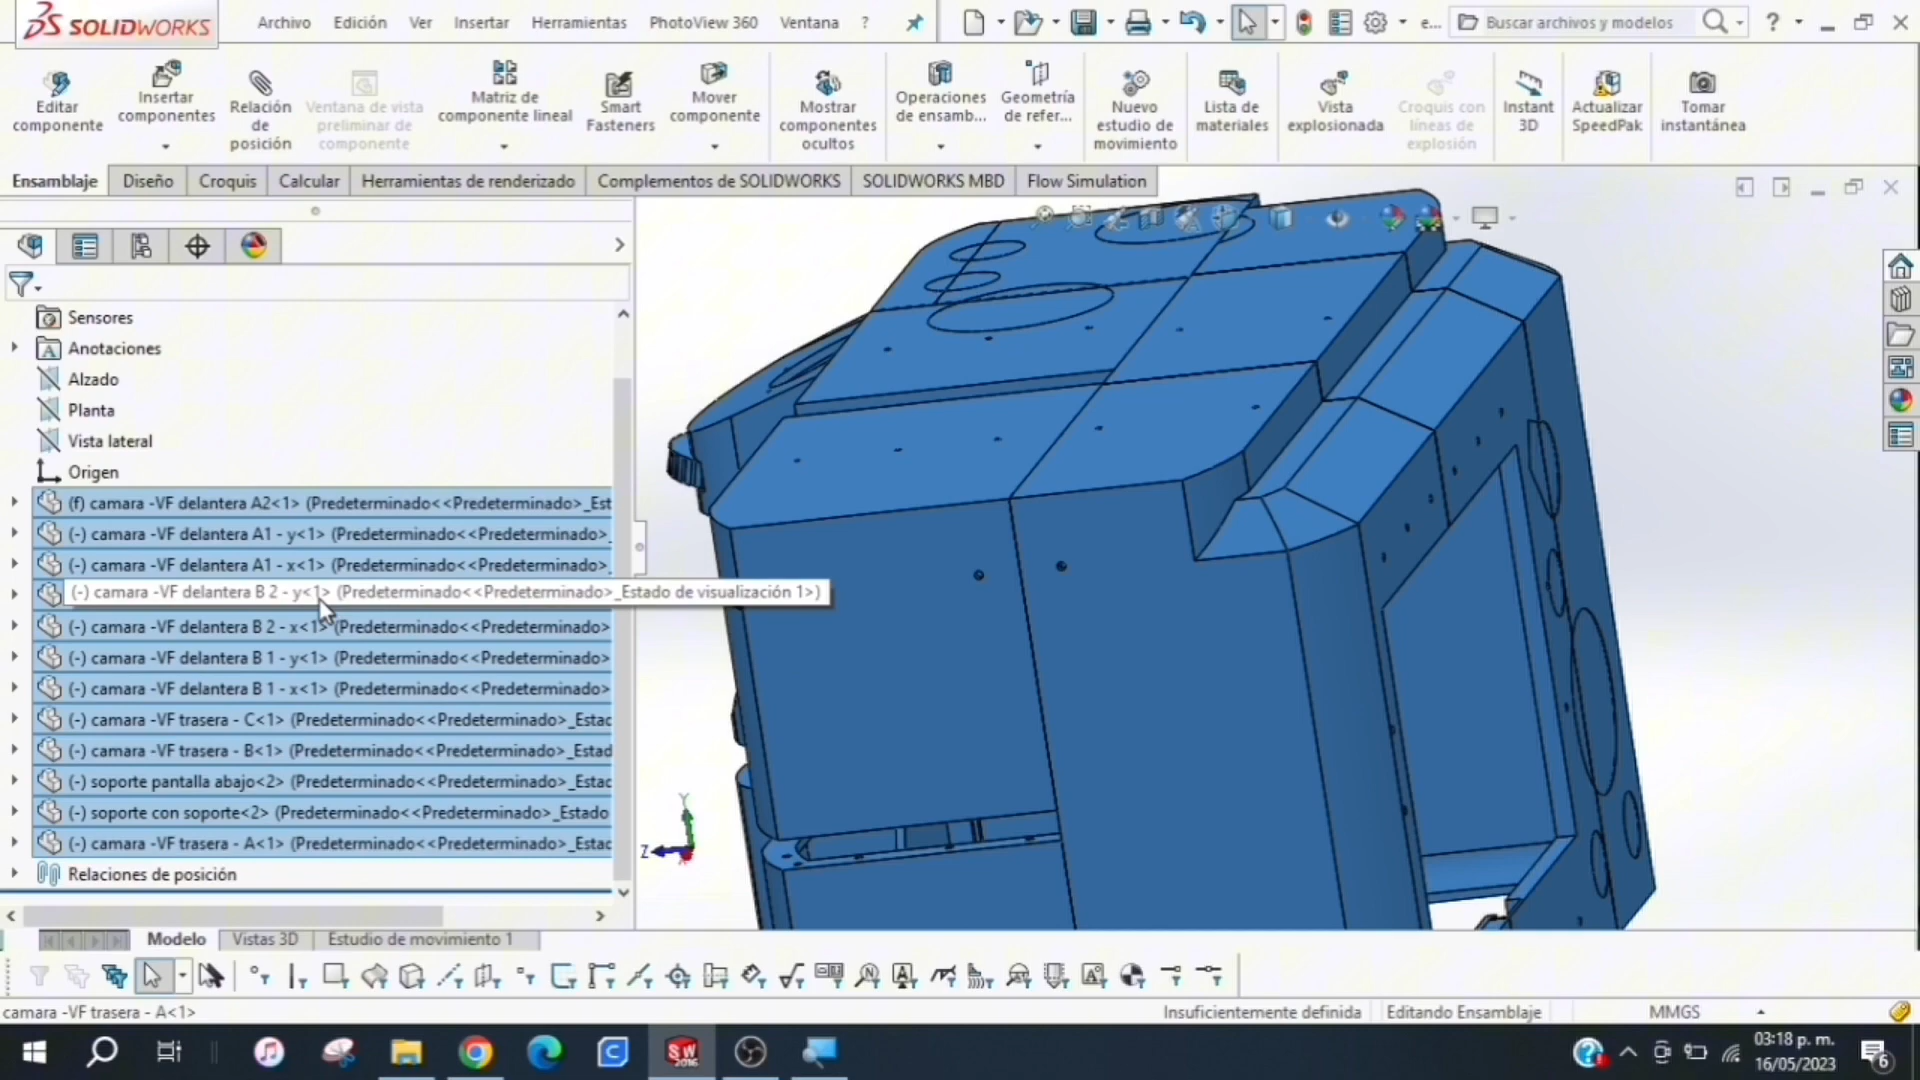 SOLIDWORKS
Archivo Edición Ver Insertar Herramientas PhotoView 360 Ventana ?
e...
Buscar archivos y modelos
?
Editar componente
Insertar componentes
Relación de posición
Ventana de vista preliminar de componente
Matriz de componente lineal
Smart Fasteners
Mover componente
Mostrar componentes ocultos
Operaciones de ensamb...
Geometría de refer...
Nuevo estudio de movimiento
Lista de materiales
Vista explosionada
Croquis con líneas de explosión
Instant 3D
Actualizar SpeedPak
Tomar instantánea
Ensamblaje Diseño Croquis Calcular Herramientas de renderizado Complementos de SOLIDWORKS SOLIDWORKS MBD Flow Simulation
Sensores
Anotaciones
Alzado
Planta
Vista lateral
Origen
(f) camara -VF delantera A2<1> (Predeterminado<<Predeterminado>_Est
(-) camara -VF delantera A1 - y<1> (Predeterminado<<Predeterminado>_
(-) camara -VF delantera A1 - x<1> (Predeterminado<<Predeterminado>_
(-) camara -VF delantera B 2 - y<1> (Predeterminado<<Predeterminado>_Estado de visualización 1>)
(-) camara -VF delantera B 2 - x<1> (Predeterminado<<Predeterminado>
(-) camara -VF delantera B 1 - y<1> (Predeterminado<<Predeterminado>
(-) camara -VF delantera B 1 - x<1> (Predeterminado<<Predeterminado>
(-) camara -VF trasera - C<1> (Predeterminado<<Predeterminado>_Estac
(-) camara -VF trasera - B<1> (Predeterminado<<Predeterminado>_Estad
(-) soporte pantalla abajo<2> (Predeterminado<<Predeterminado>_Estac
(-) soporte con soporte<2> (Predeterminado<<Predeterminado>_Estado
(-) camara -VF trasera - A<1> (Predeterminado<<Predeterminado>_Estac
Relaciones de posición
Y
Z
Modelo Vistas 3D Estudio de movimiento 1
camara -VF trasera - A<1>
Insuficientemente definida Editando Ensamblaje MMGS
SW 2016
03:18 p. m.
16/05/2023
6